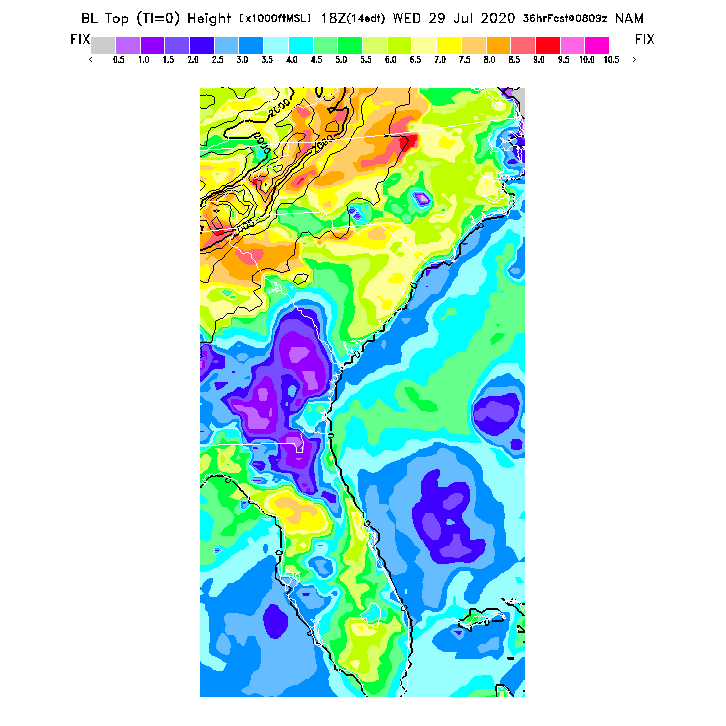 BL Top (TI=0) Height [x1000ftMSL] 18Z(14edt) WED 29 Jul 2020 36hrFcst@0809z NAM
FIX FIX
< 0.5 1.0 1.5 2.0 2.5 3.0 3.5 4.0 4.5 5.0 5.5 6.0 6.5 7.0 7.5 8.0 8.5 9.0 9.5 10.0 10.5 >
2000
2000
2000